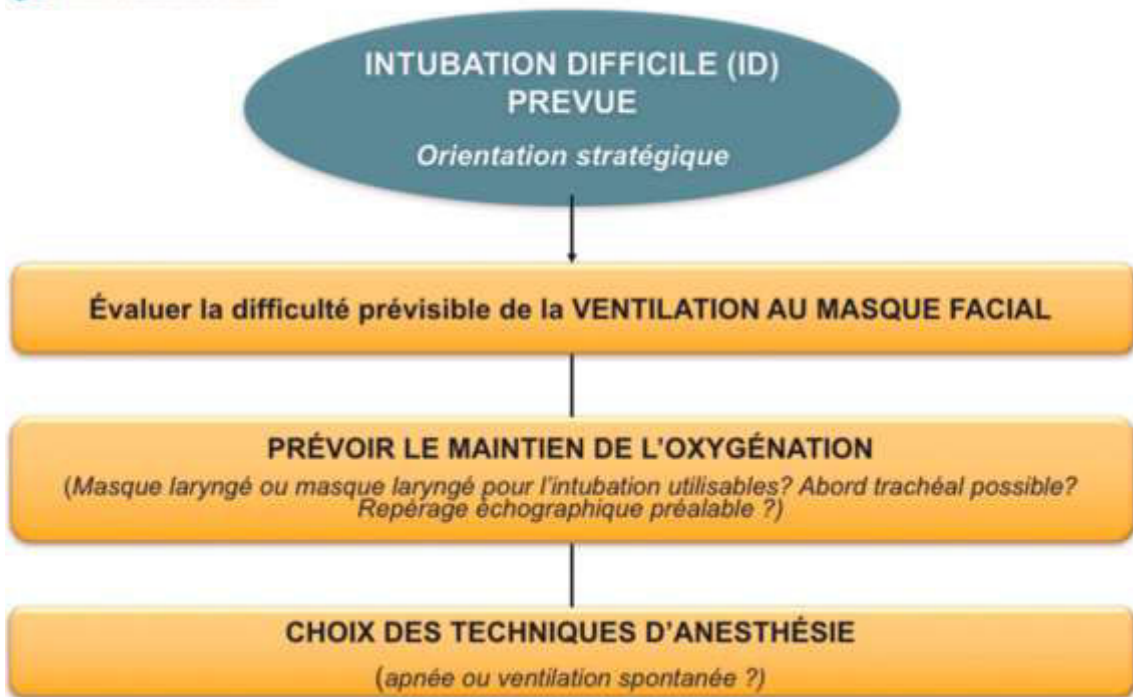 INTUBATION DIFFICILE (ID)
PREVUE
Orientation stratégique
Évaluer la difficulté prévisible de la VENTILATION AU MASQUE FACIAL
PRÉVOIR LE MAINTIEN DE L'OXYGÉNATION
(Masque laryngé ou masque laryngé pour l'intubation utilisables? Abord trachéal possible?
Repérage échographique préalable ?)
CHOIX DES TECHNIQUES D'ANESTHÉSIE
(apnée ou ventilation spontanée ?)